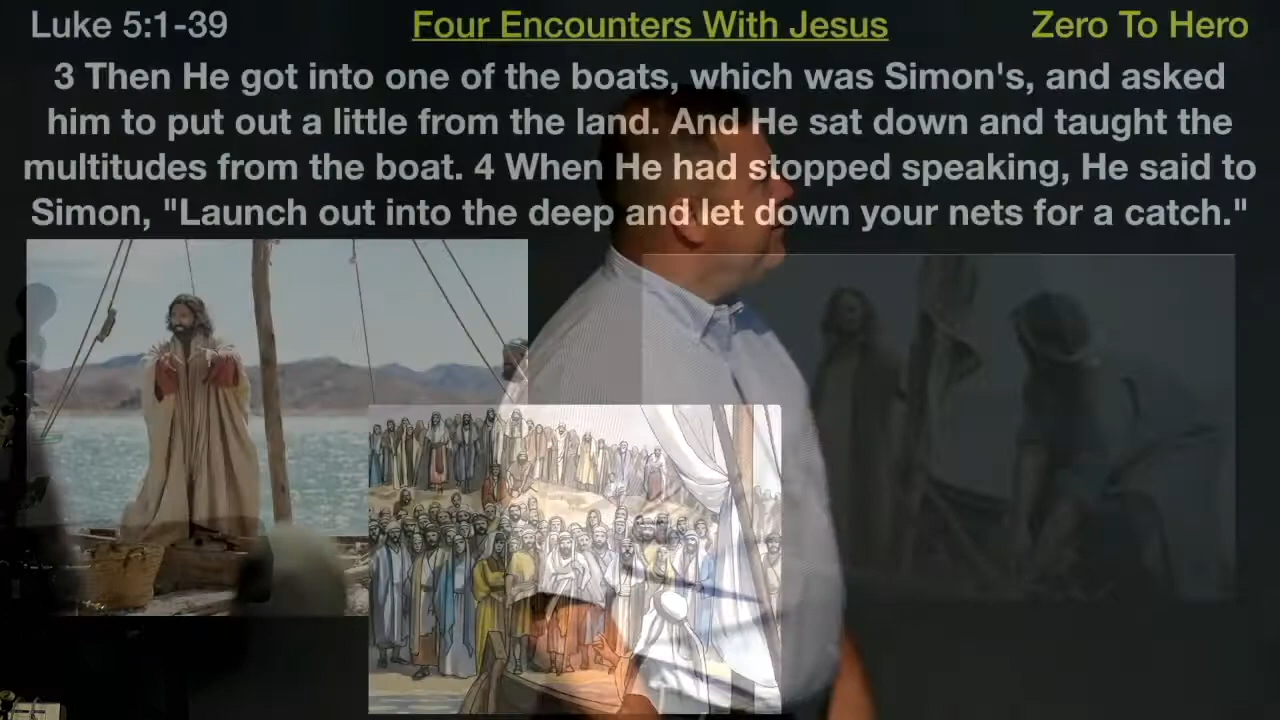 Luke 5:1-39 Four Encounters With Jesus Zero To Hero
3 Then He got into one of the boats, which was Simon's, and asked
him to put out a little from the land. And He sat down and taught the
multitudes from the boat. 4 When He had stopped speaking, He said to
Simon, "Launch out into the deep and let down your nets for a catch."